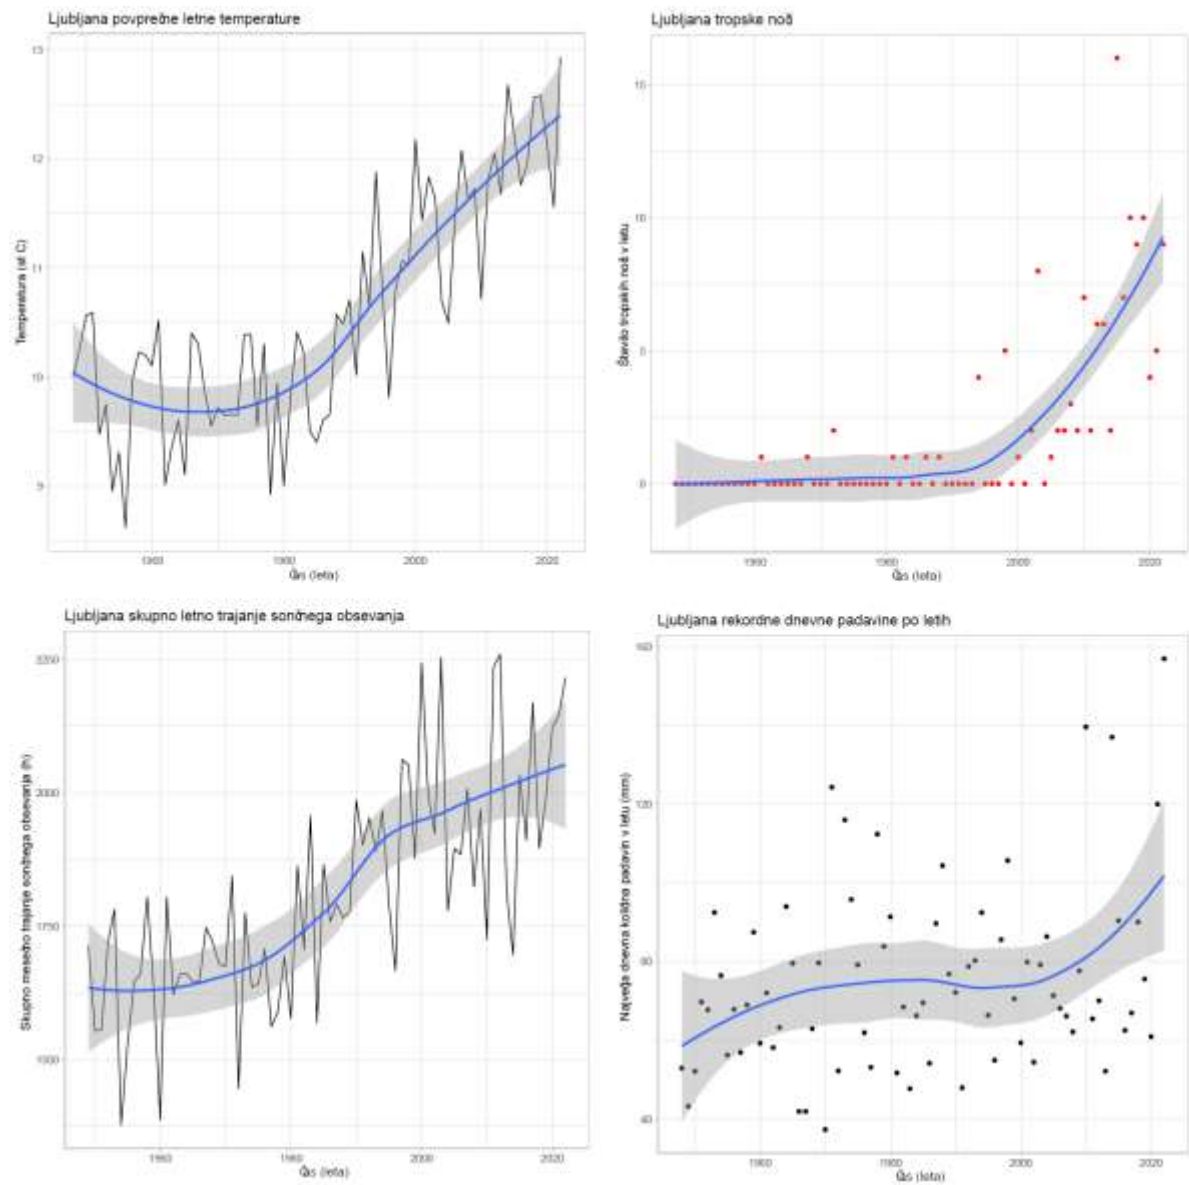 Ljubljana povprečne letne temperature
13
12
11
10
9
Temperatura (st C)
1960
1980
2000
2020
Čas (leta)
Ljubljana tropske noči
15
10
5
0
Število tropskih noči v letu
1960
1980
2000
2020
Čas (leta)
Ljubljana skupno letno trajanje sončnega obsevanja
2000
1750
Skupno mesečno trajanje sončnega obsevanja (h)
1960
1980
2000
2020
Čas (leta)
Ljubljana rekordne dnevne padavine po letih
160
120
80
40
Največja dnevna količina padavin v letu (mm)
1960
1980
2000
2020
Čas (leta)